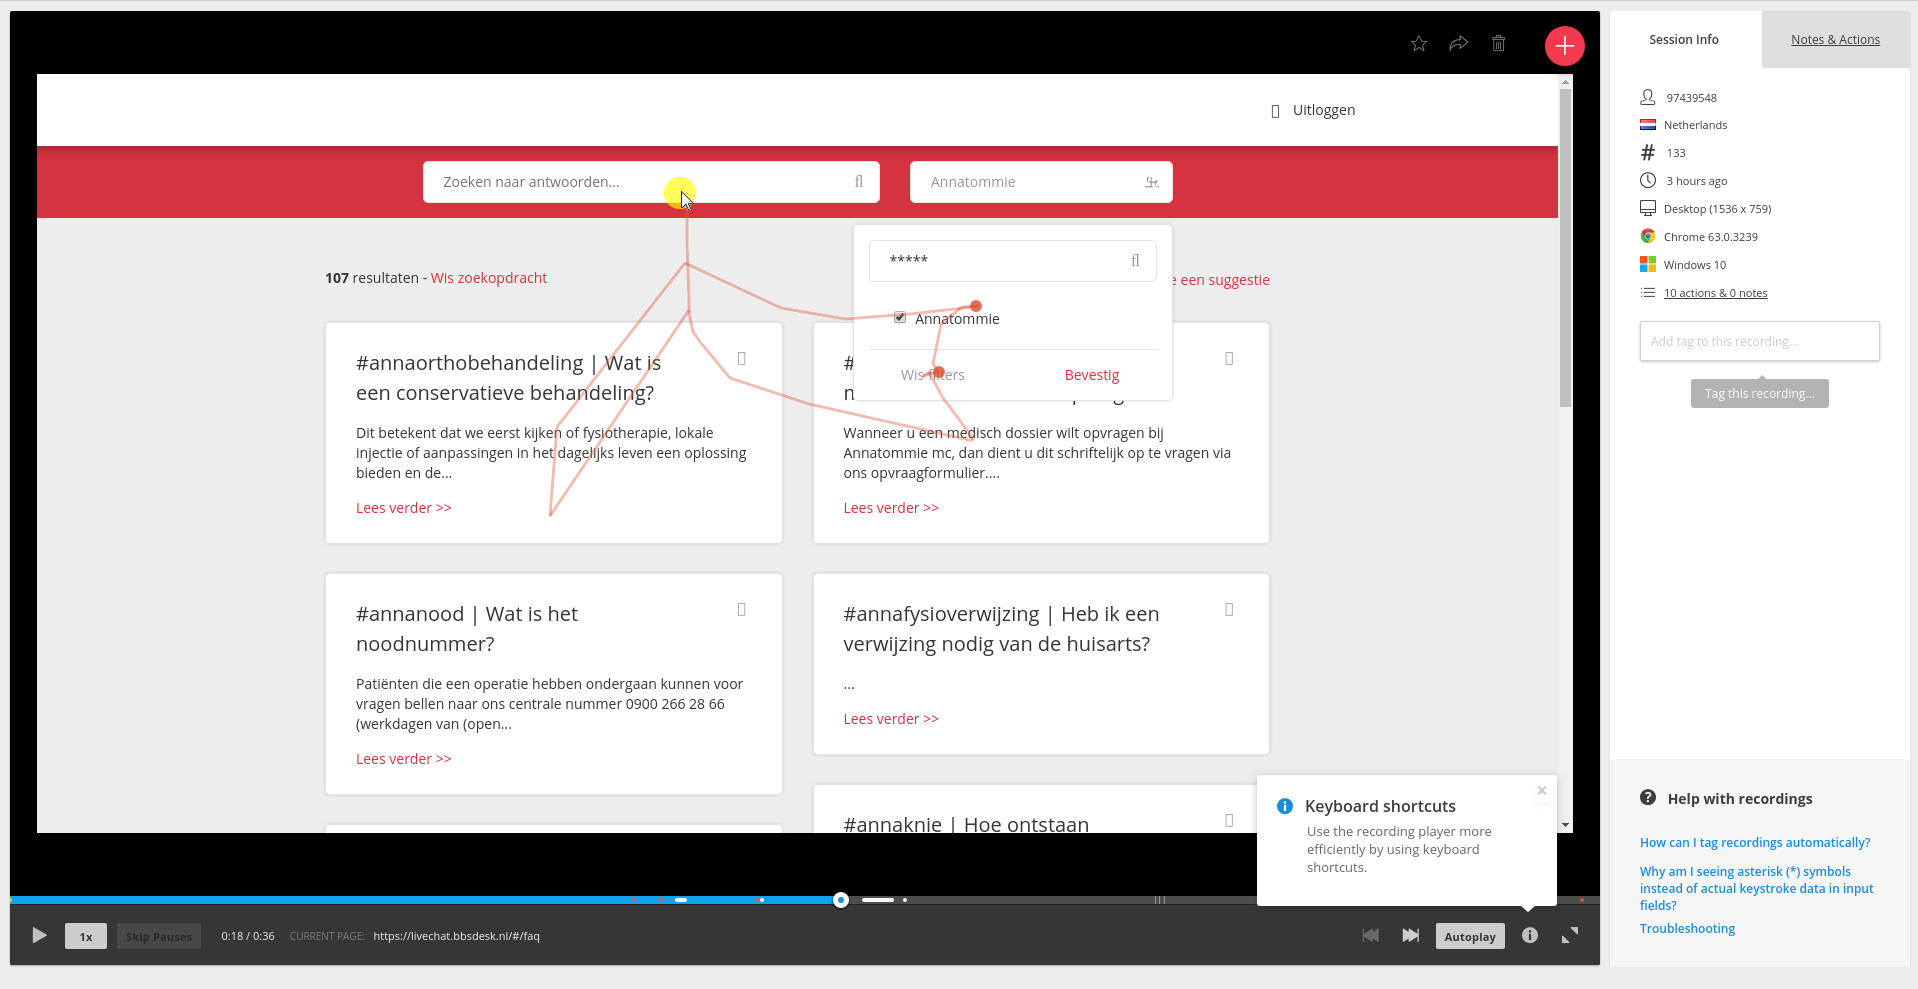 Uitloggen
Zoeken naar antwoorden...
Annatommie
107 resultaten - Wis zoekopdracht
e een suggestie
*****
Annatommie
Wis filters
Bevestig
#annaorthobehandeling | Wat is
een conservatieve behandeling?
Dit betekent dat we eerst kijken of fysiotherapie, lokale
injectie of aanpassingen in het dagelijks leven een oplossing
bieden en de...
Lees verder >>
#
Wanneer u een medisch dossier wilt opvragen bij
Annatommie mc, dan dient u dit schriftelijk op te vragen via
ons opvraagformulier....
Lees verder >>
#annanood | Wat is het
noodnummer?
Patiënten die een operatie hebben ondergaan kunnen voor
vragen bellen naar ons centrale nummer 0900 266 28 66
(werkdagen van (open...
Lees verder >>
#annafysioverwijzing | Heb ik een
verwijzing nodig van de huisarts?
...
Lees verder >>
#annaknie | Hoe ontstaan
Keyboard shortcuts
Use the recording player more
efficiently by using keyboard
shortcuts.
1x
Skip Pauses
0:18 / 0:36
CURRENT PAGE: https://livechat.bbsdesk.nl/#/faq
Autoplay
Session Info
Notes & Actions
97439548
Netherlands
# 133
3 hours ago
Desktop (1536 x 759)
Chrome 63.0.3239
Windows 10
10 actions & 0 notes
Add tag to this recording...
Tag this recording...
Help with recordings
How can I tag recordings automatically?
Why am I seeing asterisk (*) symbols
instead of actual keystroke data in input
fields?
Troubleshooting